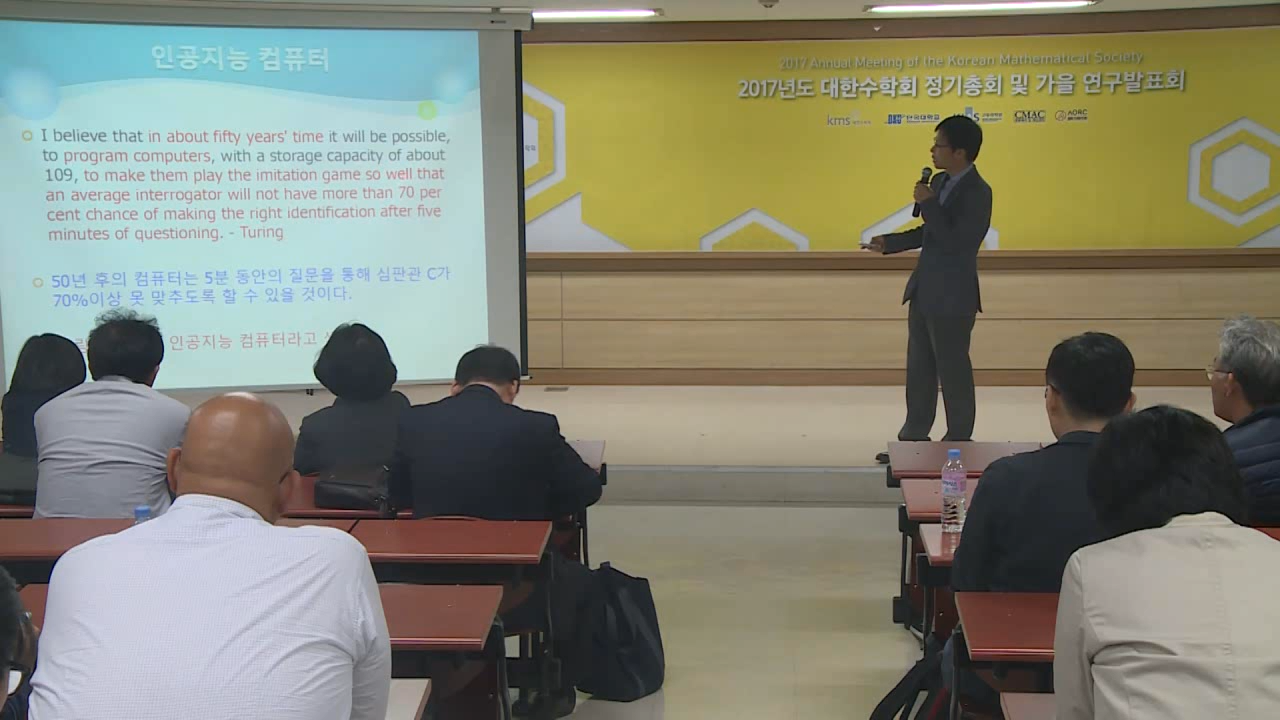 인공지능 컴퓨터
I believe that in about fifty years' time it will be possible,
to program computers, with a storage capacity of about
109, to make them play the imitation game so well that
an average interrogator will not have more than 70 per
cent chance of making the right identification after five
minutes of questioning. - Turing
50년 후의 컴퓨터는 5분 동안의 질문을 통해 심판관 C가
70%이상 못 맞추도록 할 수 있을 것이다.
인공지능 컴퓨터라고
2017 Annual Meeting of the Korean Mathematical Society
2017년도 대한수학회 정기총회 및 가을 연구발표회
kms 단국대학교 CMAC AORC